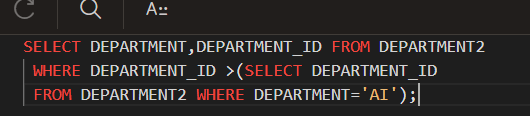 A
SELECT DEPARTMENT,DEPARTMENT_ID FROM DEPARTMENT2
WHERE DEPARTMENT_ID >(SELECT DEPARTMENT_ID
FROM DEPARTMENT2 WHERE DEPARTMENT='AI');